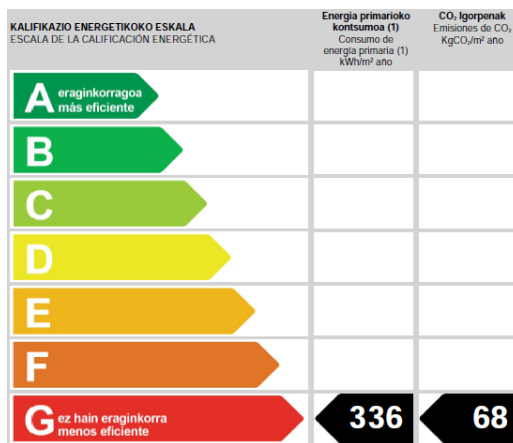 KALIFIKAZIO ENERGETIKOKO ESKALA
ESCALA DE LA CALIFICACIÓN ENERGÉTICA
Energia primarioko
kontsumoa (1)
Consumo de
energía primaria (1)
kWh/m² año
CO₂ Igorpenak
Emisiones de CO₂
KgCO₂/m² año
A eraginkorragoa
más eficiente
B
C
D
E
F
G ez hain eraginkorra
menos eficiente
336
68